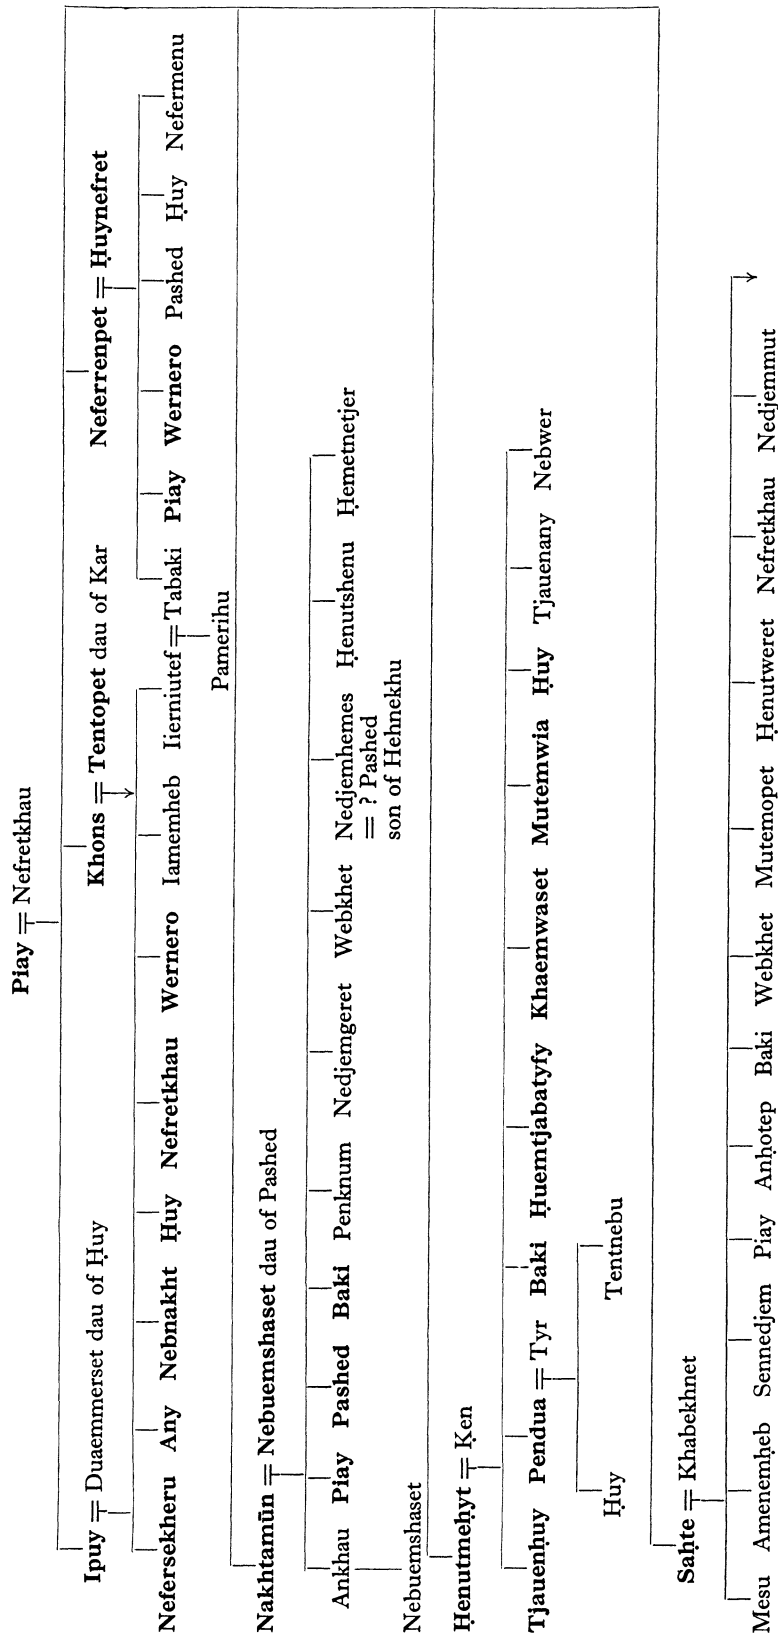 Piay = Nefretkhau
Ipuy = Duaemmerset dau of Ḥuy Khons = Tentopet dau of Kar Neferrenpet = Ḥuynefret
Nefersekheru Any Nebnakht Ḥuy Nefretkhau Wernero Iamemheb Iierniutef = Tabaki Piay Wernero Pashed Ḥuy Nefermenu
Pamerihu
Nakhtamūn = Nebuemshaset dau of Pashed
Ankhau Piay Pashed Baki Penknum Nedjemgeret Webkhet Nedjemhemes Ḥenutshenu Ḥemetnetjer
= ? Pashed
son of Hehnekhu
Nebuemshaset
Ḥenutmeḥyt = Ḳen
Tjauenḥuy Pendua = Tyr Baki Ḥuemtjabatyfy Khaemwaset Mutemwia Ḥuy Tjauenany Nebwer
Ḥuy Tentnebu
Saḥte = Khabekhnet
Mesu Amenemḥeb Sennedjem Piay Anḥotep Baki Webkhet Mutemopet Ḥenutweret Nefretkhau Nedjemmut